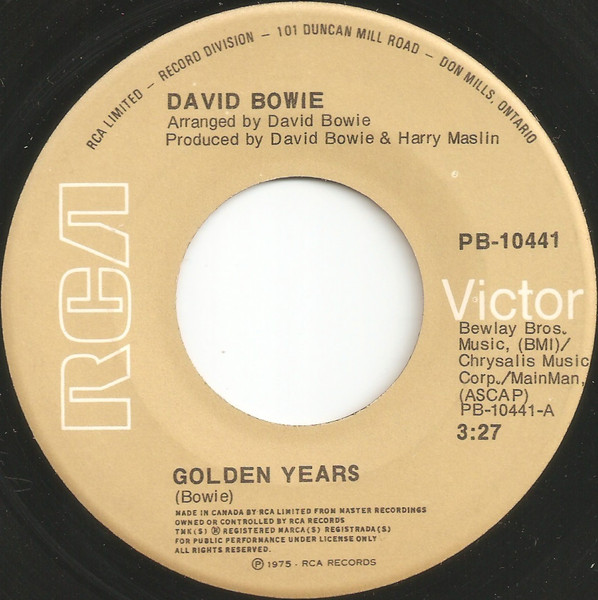 RCA LIMITED – RECORD DIVISION – 101 DUNCAN MILL ROAD – DON MILLS, ONTARIO
DAVID BOWIE
Arranged by David Bowie
Produced by David Bowie & Harry Maslin
RCA
PB-10441
Victor
Bewlay Bros.
Music, (BMI)/
Chrysalis Music
Corp./MainMan,
(ASCAP)
PB-10441-A
3:27
GOLDEN YEARS
(Bowie)
MADE IN CANADA BY RCA LIMITED FROM MASTER RECORDINGS
OWNED OR CONTROLLED BY RCA RECORDS
TMK(S) ® REGISTERED MARCA(S) REGISTRADA(S)
FOR PUBLIC PERFORMANCE UNDER LICENSE ONLY
ALL RIGHTS RESERVED.
℗ 1975 - RCA RECORDS